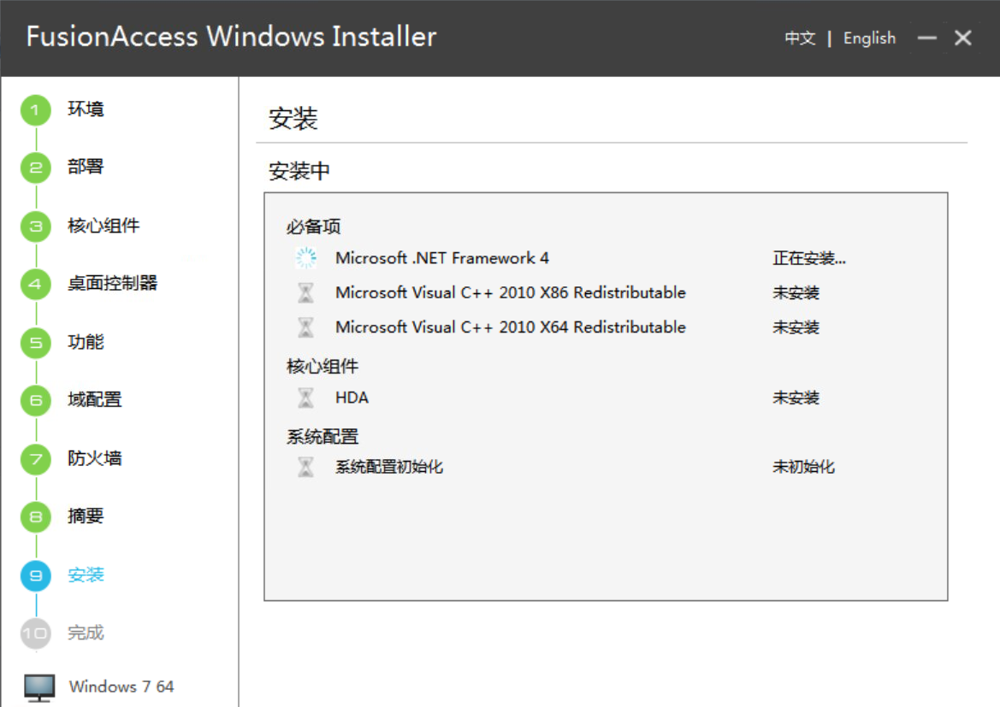 FusionAccess Windows Installer
中文 | English
1 环境
2 部署
3 核心组件
4 桌面控制器
5 功能
6 域配置
7 防火墙
8 摘要
9 安装
10 完成
Windows 7 64
安装
安装中
必备项
Microsoft .NET Framework 4 正在安装...
Microsoft Visual C++ 2010 X86 Redistributable 未安装
Microsoft Visual C++ 2010 X64 Redistributable 未安装
核心组件
HDA 未安装
系统配置
系统配置初始化 未初始化